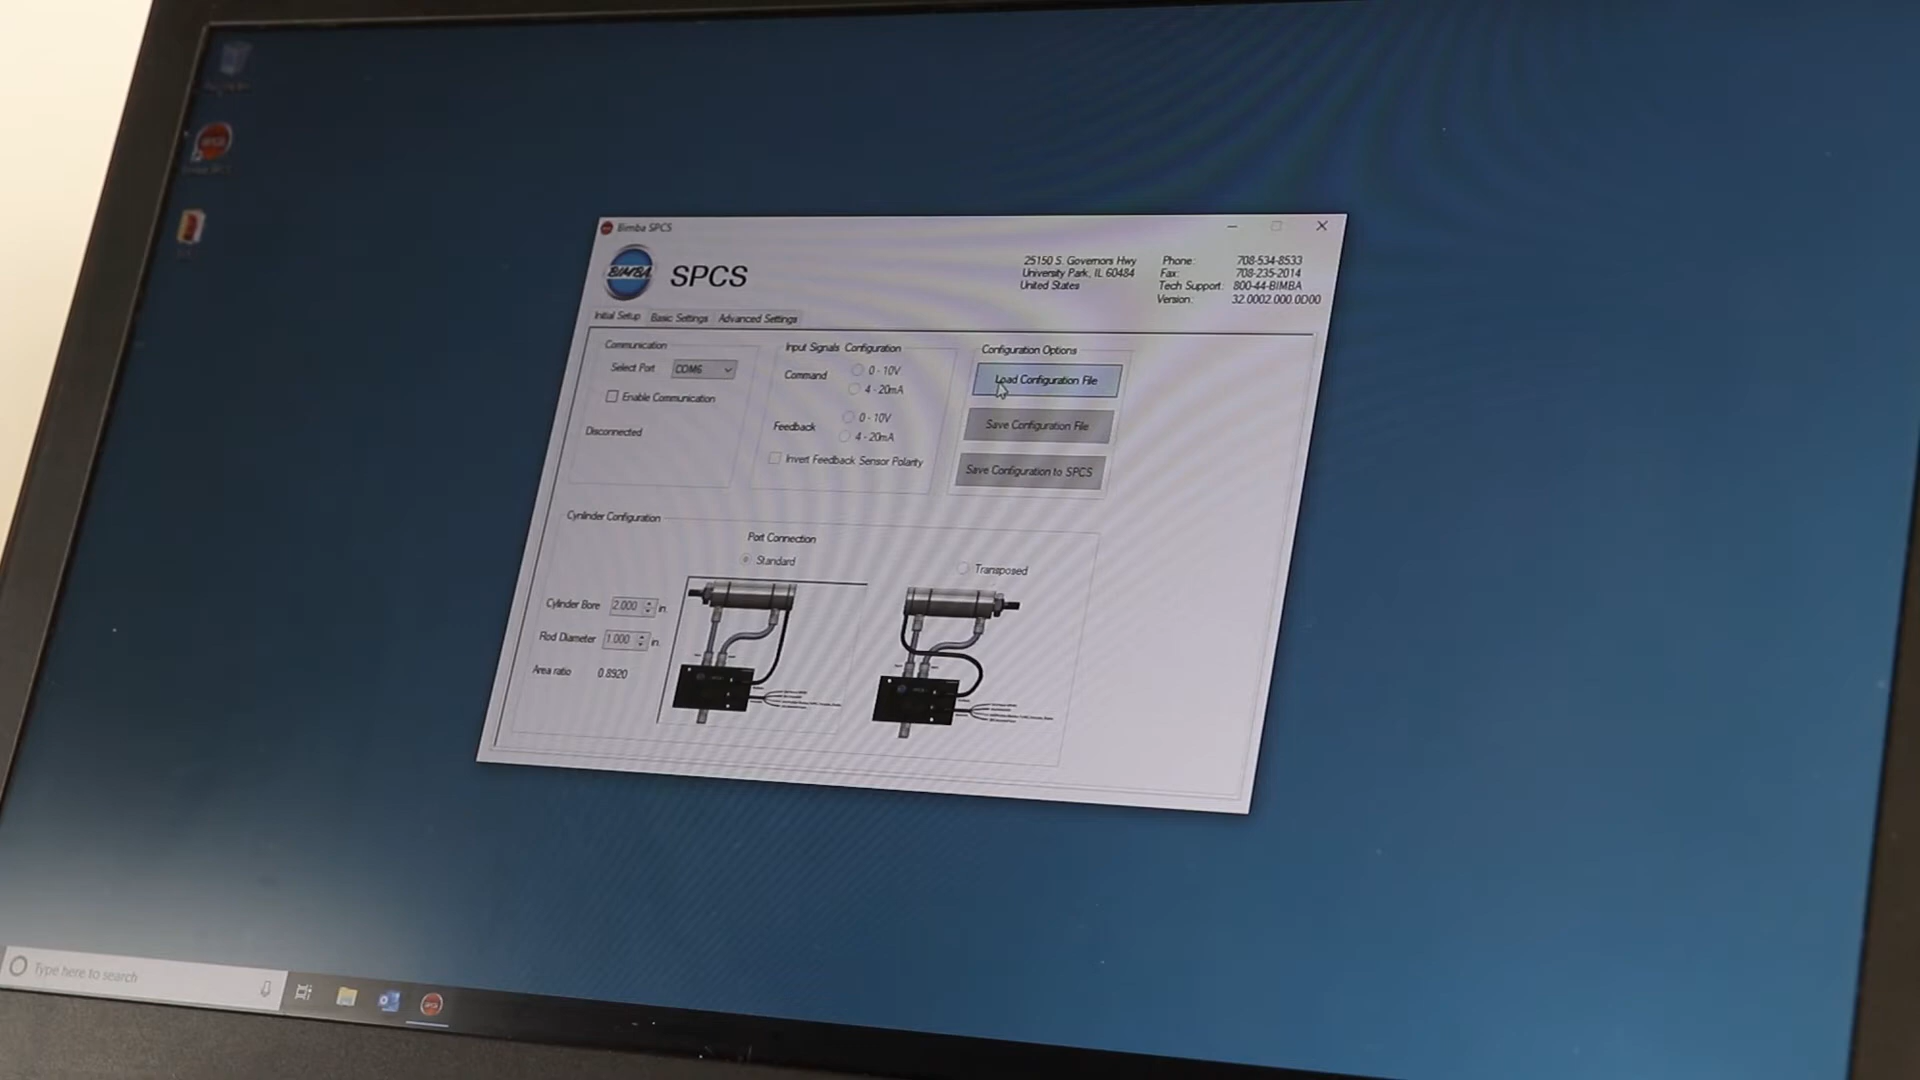 Bimba SPCS
BIMBA
SPCS
25150 S. Governors Hwy
University Park, IL 60484
United States
Phone: 708-534-8533
Fax: 708-235-2014
Tech Support: 800-44-BIMBA
Version: 32.0002.000.0D00
Initial Setup
Basic Settings
Advanced Settings
Communication
Select Port
COM6
Enable Communication
Disconnected
Input Signals Configuration
Command
0 - 10V
4 - 20mA
Feedback
0 - 10V
4 - 20mA
Invert Feedback Sensor Polarity
Configuration Options
Load Configuration File
Save Configuration File
Save Configuration to SPCS
Cynlinder Configuration
Port Connection
Standard
Transposed
Cylinder Bore 2.000 in.
Rod Diameter 1.000 in.
Area ratio 0.8920
Type here to search